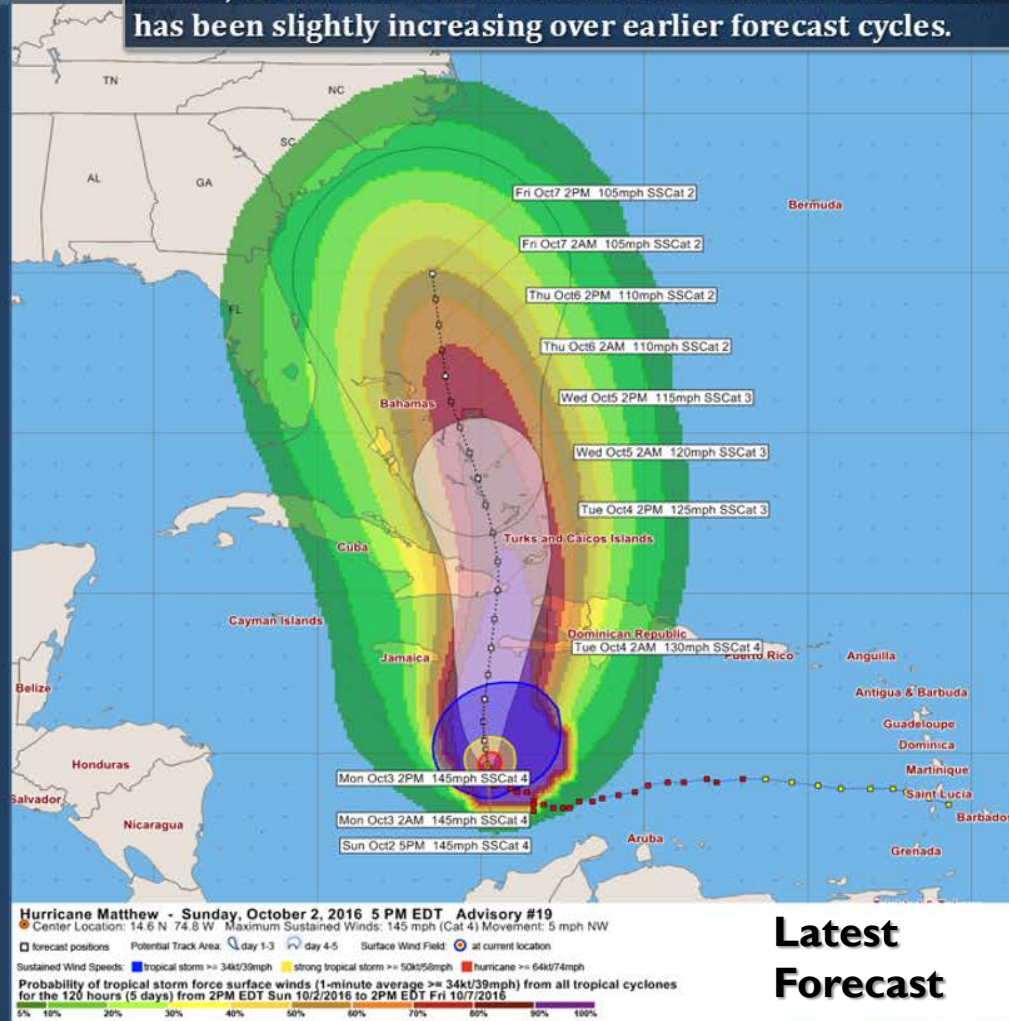 has been slightly increasing over earlier forecast cycles.
TN
NC
SC
AL
GA
Fri Oct7 2PM 105mph SSCat 2
Bermuda
Fri Oct7 2AM 105mph SSCat 2
Thu Oct6 2PM 110mph SSCat 2
FL
Thu Oct6 2AM 110mph SSCat 2
Wed Oct5 2PM 115mph SSCat 3
Bahamas
Wed Oct5 2AM 120mph SSCat 3
Tue Oct4 2PM 125mph SSCat 3
Turks and Caicos Islands
Cuba
Cayman Islands
Dominican Republic
Tue Oct4 2AM 130mph SSCat 4
Puerto Rico
Jamaica
Anguilla
Belize
Antigua & Barbuda
Guadeloupe
Dominica
Honduras
Martinique
Mon Oct3 2PM 145mph SSCat 4
Salvador
Saint Lucia
Barbados
Mon Oct3 2AM 145mph SSCat 4
Nicaragua
Aruba
Sun Oct2 5PM 145mph SSCat 4
Grenada
Hurricane Matthew - Sunday, October 2, 2016 5 PM EDT Advisory #19
Center Location: 14.6 N 74.8 W Maximum Sustained Winds: 145 mph (Cat 4) Movement: 5 mph NW
forecast positions Potential Track Area: day 1-3 day 4-5 Surface Wind Field: at current location
Sustained Wind Speeds: tropical storm >= 34kt/39mph strong tropical storm >= 50kt/58mph hurricane >= 64kt/74mph
Probability of tropical storm force surface winds (1-minute average >= 34kt/39mph) from all tropical cyclones
for the 120 hours (5 days) from 2PM EDT Sun 10/2/2016 to 2PM EDT Fri 10/7/2016
5% 10% 20% 30% 40% 50% 60% 70% 80% 90% 100%
Latest
Forecast